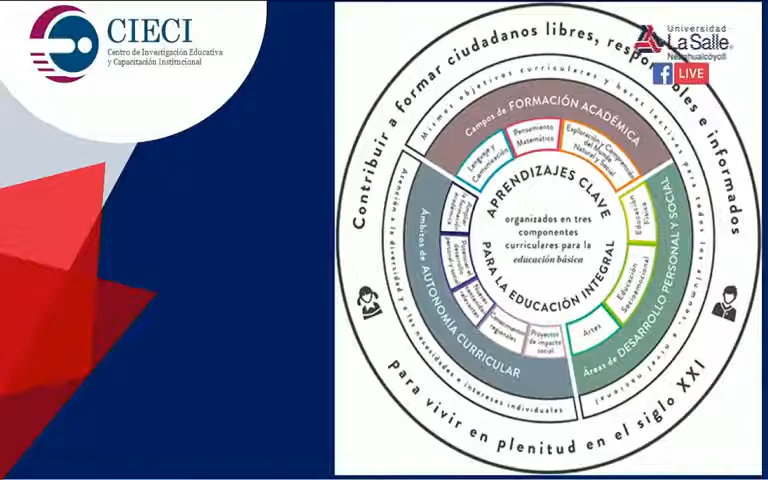 CIECI
Centro de Investigación Educativa
y Capacitación Institucional
Universidad
La Salle
Nezahualcóyotl
f LIVE
Contribuir a formar ciudadanos libres, responsables e informados
para vivir en plenitud en el siglo XXI
Mismos objetivos curriculares y horas lectivas para todos los alumnos, a nivel nacional
Atención a la diversidad y a las necesidades e intereses individuales
Campos de FORMACIÓN ACADÉMICA
Lenguaje y
Comunicación
Pensamiento
Matemático
Exploración y Comprensión
del Mundo
Natural y Social
Áreas de DESARROLLO PERSONAL Y SOCIAL
Educación
Física
Educación
Socioemocional
Artes
Ámbitos de AUTONOMÍA CURRICULAR
Ampliar
la formación
académica
Potenciar el
desarrollo
personal y social
Nuevos
contenidos
relevantes
Conocimientos
regionales
Proyectos
de impacto
social
APRENDIZAJES CLAVE
organizados en tres
componentes
curriculares para la
educación básica
PARA LA EDUCACIÓN INTEGRAL